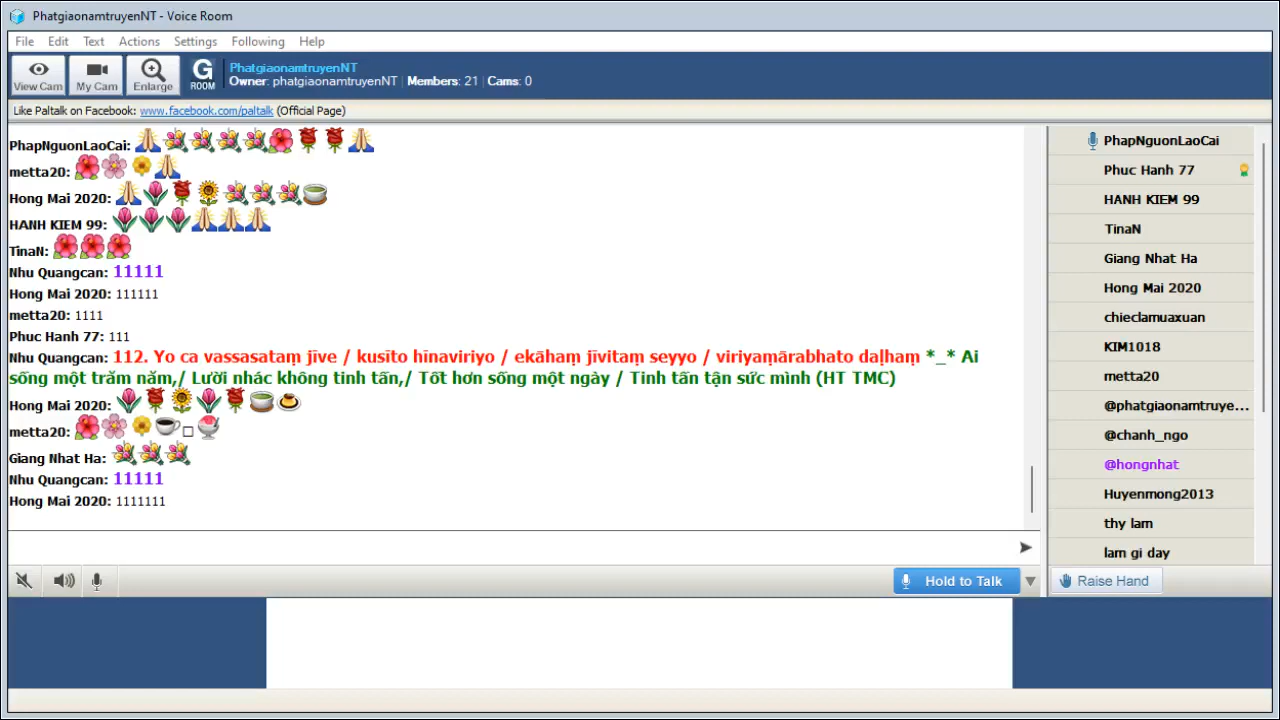 PhatgiaonamtruyenNT - Voice Room
File Edit Text Actions Settings Following Help
View Cam
My Cam
Enlarge
G ROOM
PhatgiaonamtruyenNT
Owner: phatgiaonamtruyenNT | Members: 21 | Cams: 0
Like Paltalk on Facebook: www.facebook.com/paltalk (Official Page)
PhapNguonLaoCai:
metta20:
Hong Mai 2020:
HANH KIEM 99:
TinaN:
Nhu Quangcan: 11111
Hong Mai 2020: 111111
metta20: 1111
Phuc Hanh 77: 111
Nhu Quangcan: 112. Yo ca vassasataṃ jīve / kusīto hīnaviriyo / ekāhaṃ jīvitaṃ seyyo / viriyaṃārabhato daḷhaṃ *_* Ai
sống một trăm năm,/ Lười nhác không tinh tấn,/ Tốt hơn sống một ngày / Tinh tấn tận sức mình (HT TMC)
Hong Mai 2020:
metta20:
Giang Nhat Ha:
Nhu Quangcan: 11111
Hong Mai 2020: 1111111
PhapNguonLaoCai
Phuc Hanh 77
HANH KIEM 99
TinaN
Giang Nhat Ha
Hong Mai 2020
chieclamuaxuan
KIM1018
metta20
@phatgiaonamtruye...
@chanh_ngo
@hongnhat
Huyenmong2013
thy lam
lam gi day
Hold to Talk
Raise Hand